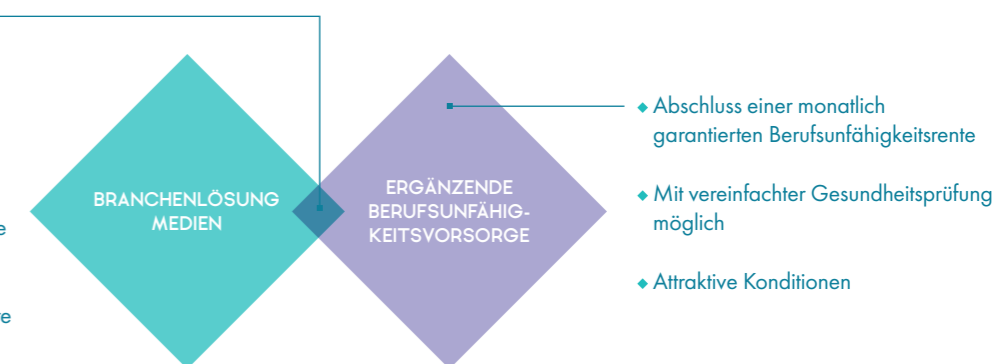 BRANCHENLÖSUNG
MEDIEN
ERGÄNZENDE
BERUFSUNFÄHIG-
KEITSVORSORGE
◆ Abschluss einer monatlich
garantierten Berufsunfähigkeitsrente
◆ Mit vereinfachter Gesundheitsprüfung
möglich
◆ Attraktive Konditionen